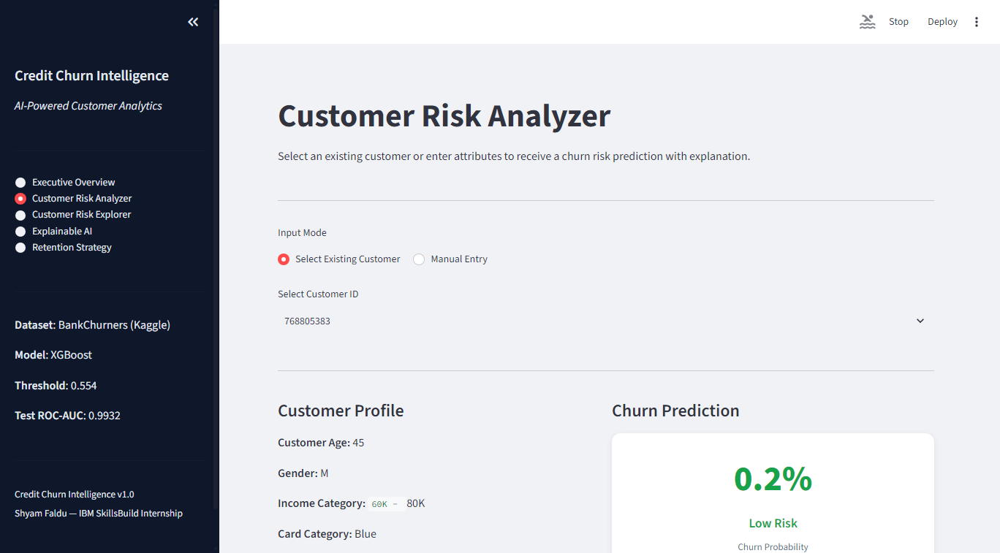 Stop
Deploy
Credit Churn Intelligence
AI-Powered Customer Analytics
Executive Overview
Customer Risk Analyzer
Customer Risk Explorer
Explainable AI
Retention Strategy
Dataset: BankChurners (Kaggle)
Model: XGBoost
Threshold: 0.554
Test ROC-AUC: 0.9932
Credit Churn Intelligence v1.0
Shyam Faldu — IBM SkillsBuild Internship
Customer Risk Analyzer
Select an existing customer or enter attributes to receive a churn risk prediction with explanation.
Input Mode
Select Existing Customer
Manual Entry
Select Customer ID
768805383
Customer Profile
Customer Age: 45
Gender: M
Income Category: 60K - 80K
Card Category: Blue
Churn Prediction
0.2%
Low Risk
Churn Probability